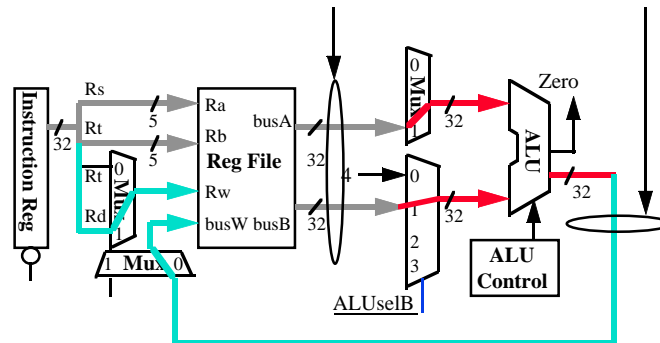 Instruction Reg
32
Rs
Rt
Rt
Rd
5
5
0
Mux
1
1 Mux 0
Ra
Rb
Reg File
Rw
busW
busA
busB
32
32
4
0
Mux
1
0
1
2
3
32
32
ALUselB
ALU
Zero
32
ALU
Control